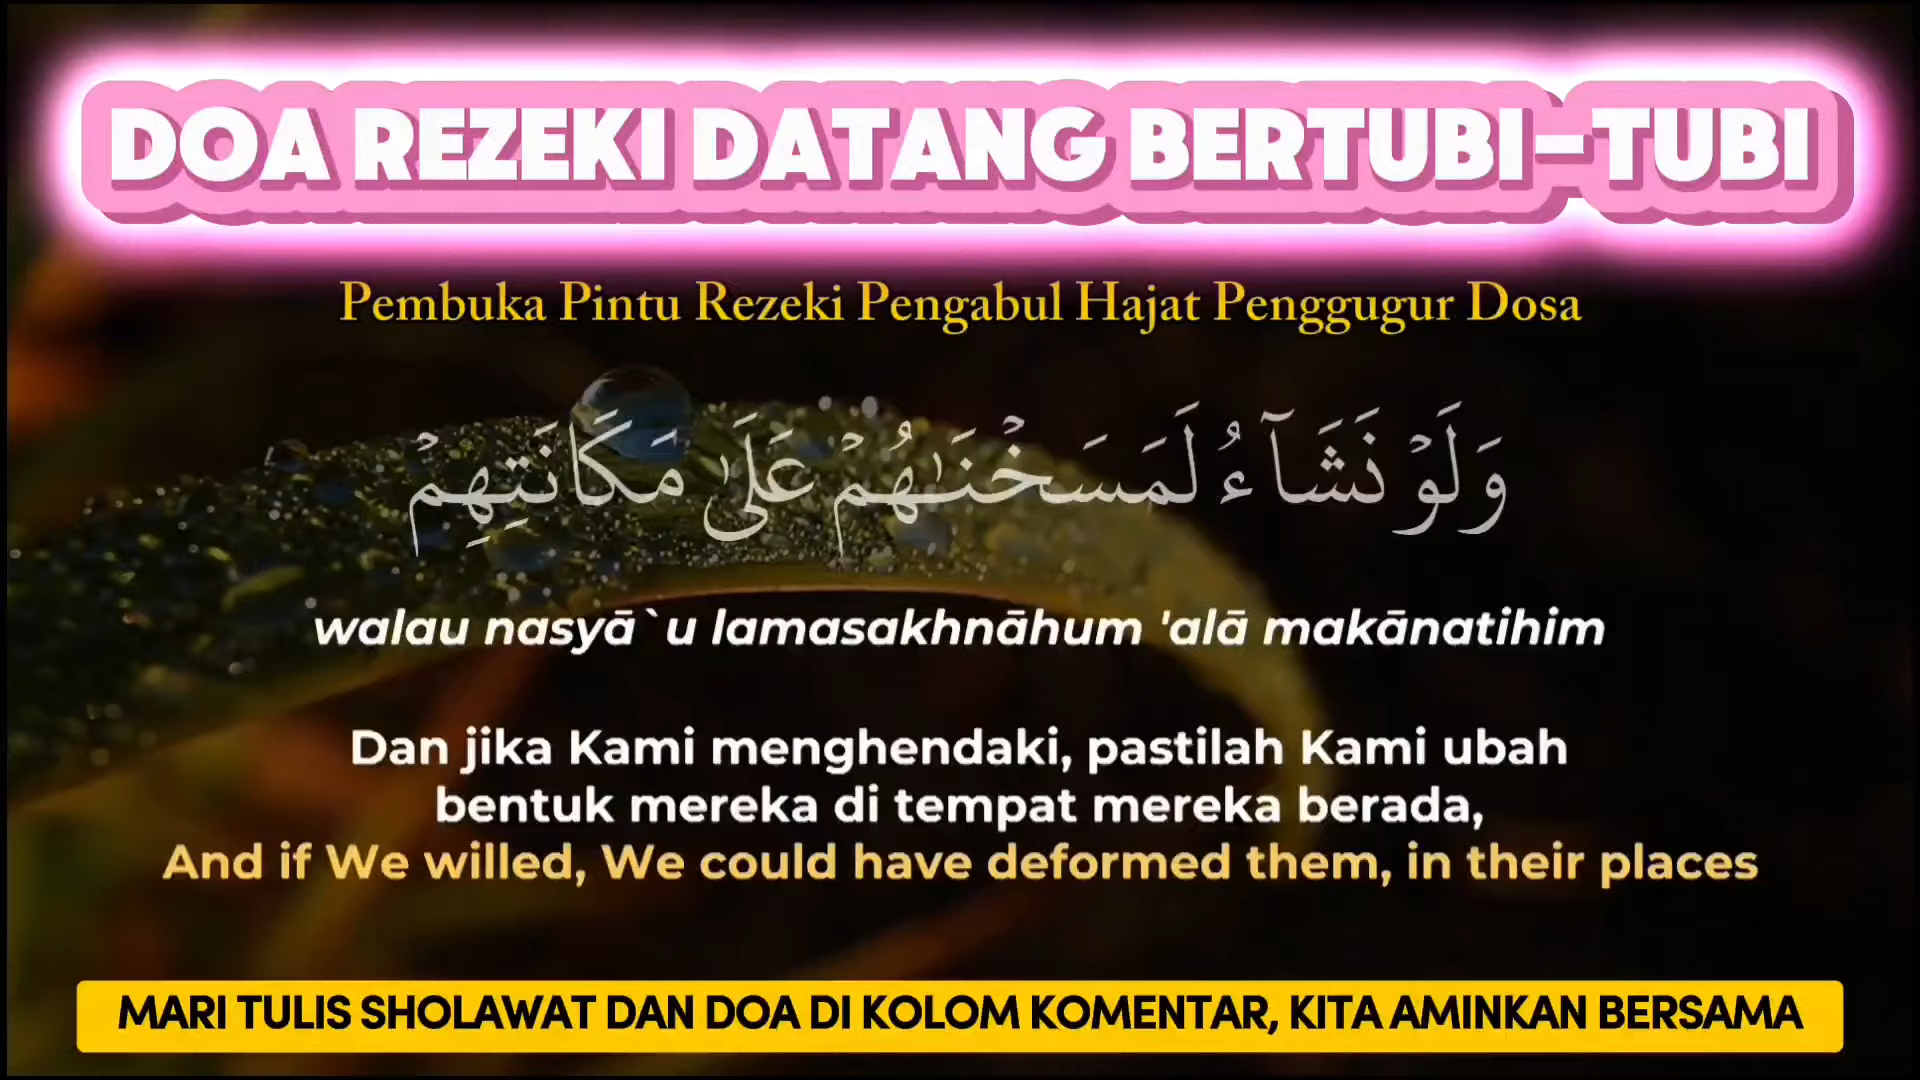 DOA REZEKI DATANG BERTUBI-TUBI
Pembuka Pintu Rezeki Pengabul Hajat Penggugur Dosa
وَلَوْ نَشَآءُ لَمَسَخْنَٰهُمْ عَلَىٰ مَكَانَتِهِمْ
walau nasyā`u lamasakhnāhum 'alā makānatihim
Dan jika Kami menghendaki, pastilah Kami ubah
bentuk mereka di tempat mereka berada,
And if We willed, We could have deformed them, in their places
MARI TULIS SHOLAWAT DAN DOA DI KOLOM KOMENTAR, KITA AMINKAN BERSAMA